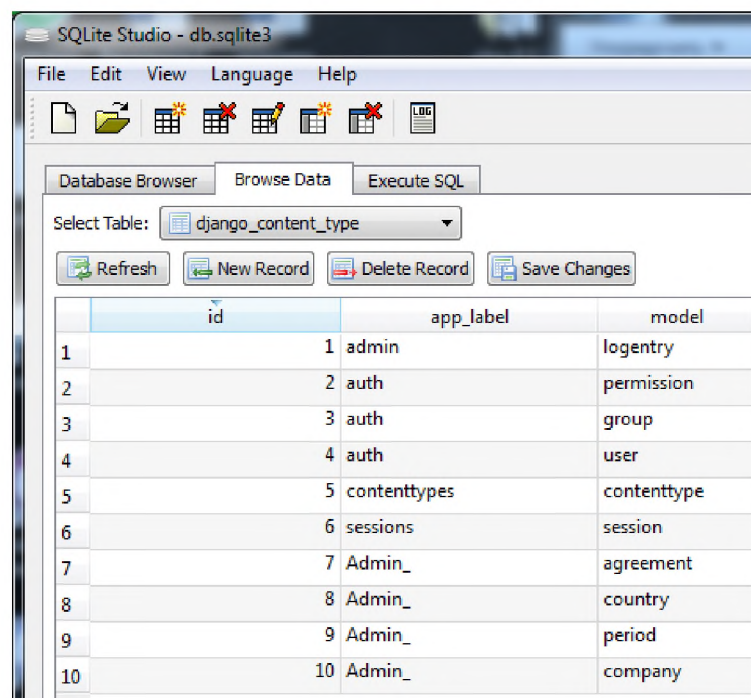 SQLite Studio - db.sqlite3
File Edit View Language Help
LOG
Database Browser Browse Data Execute SQL
Select Table: django_content_type
Refresh New Record Delete Record Save Changes
id app_label model
1 1 admin logentry
2 2 auth permission
3 3 auth group
4 4 auth user
5 5 contenttypes contenttype
6 6 sessions session
7 7 Admin_ agreement
8 8 Admin_ country
9 9 Admin_ period
10 10 Admin_ company